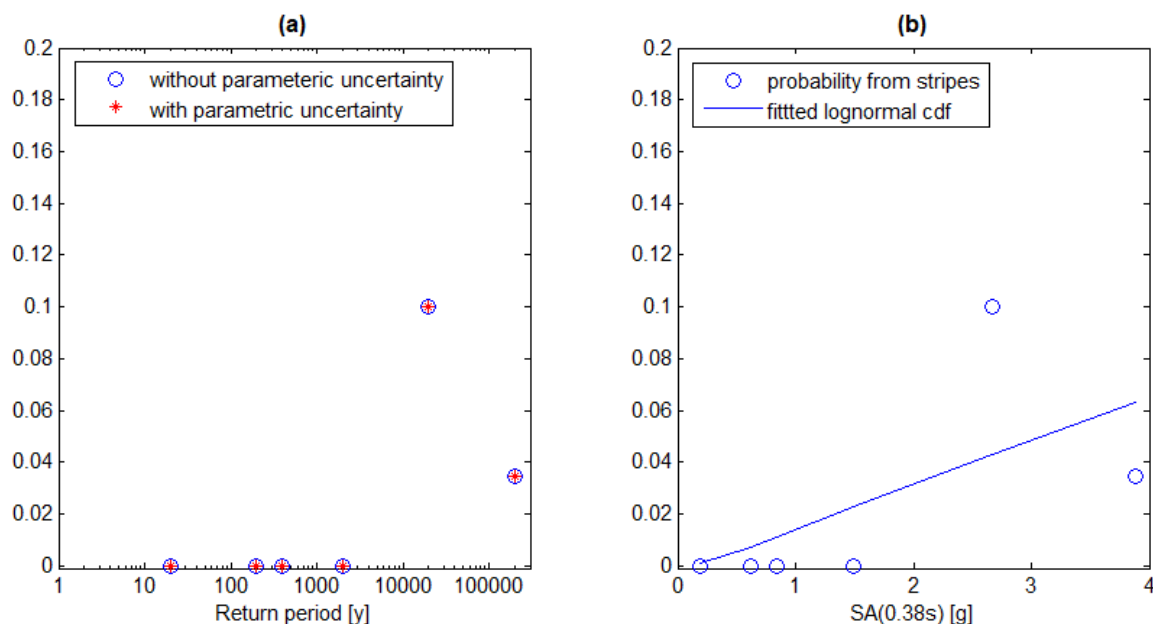 (a)
0.2
0.18
0.16
0.14
0.12
0.1
0.08
0.06
0.04
0.02
0
without parameteric uncertainty
with parametric uncertainty
1 10 100 1000 10000 100000
Return period [y]
(b)
0.2
0.18
0.16
0.14
0.12
0.1
0.08
0.06
0.04
0.02
0
probability from stripes
fitttted lognormal cdf
0 1 2 3 4
SA(0.38s) [g]